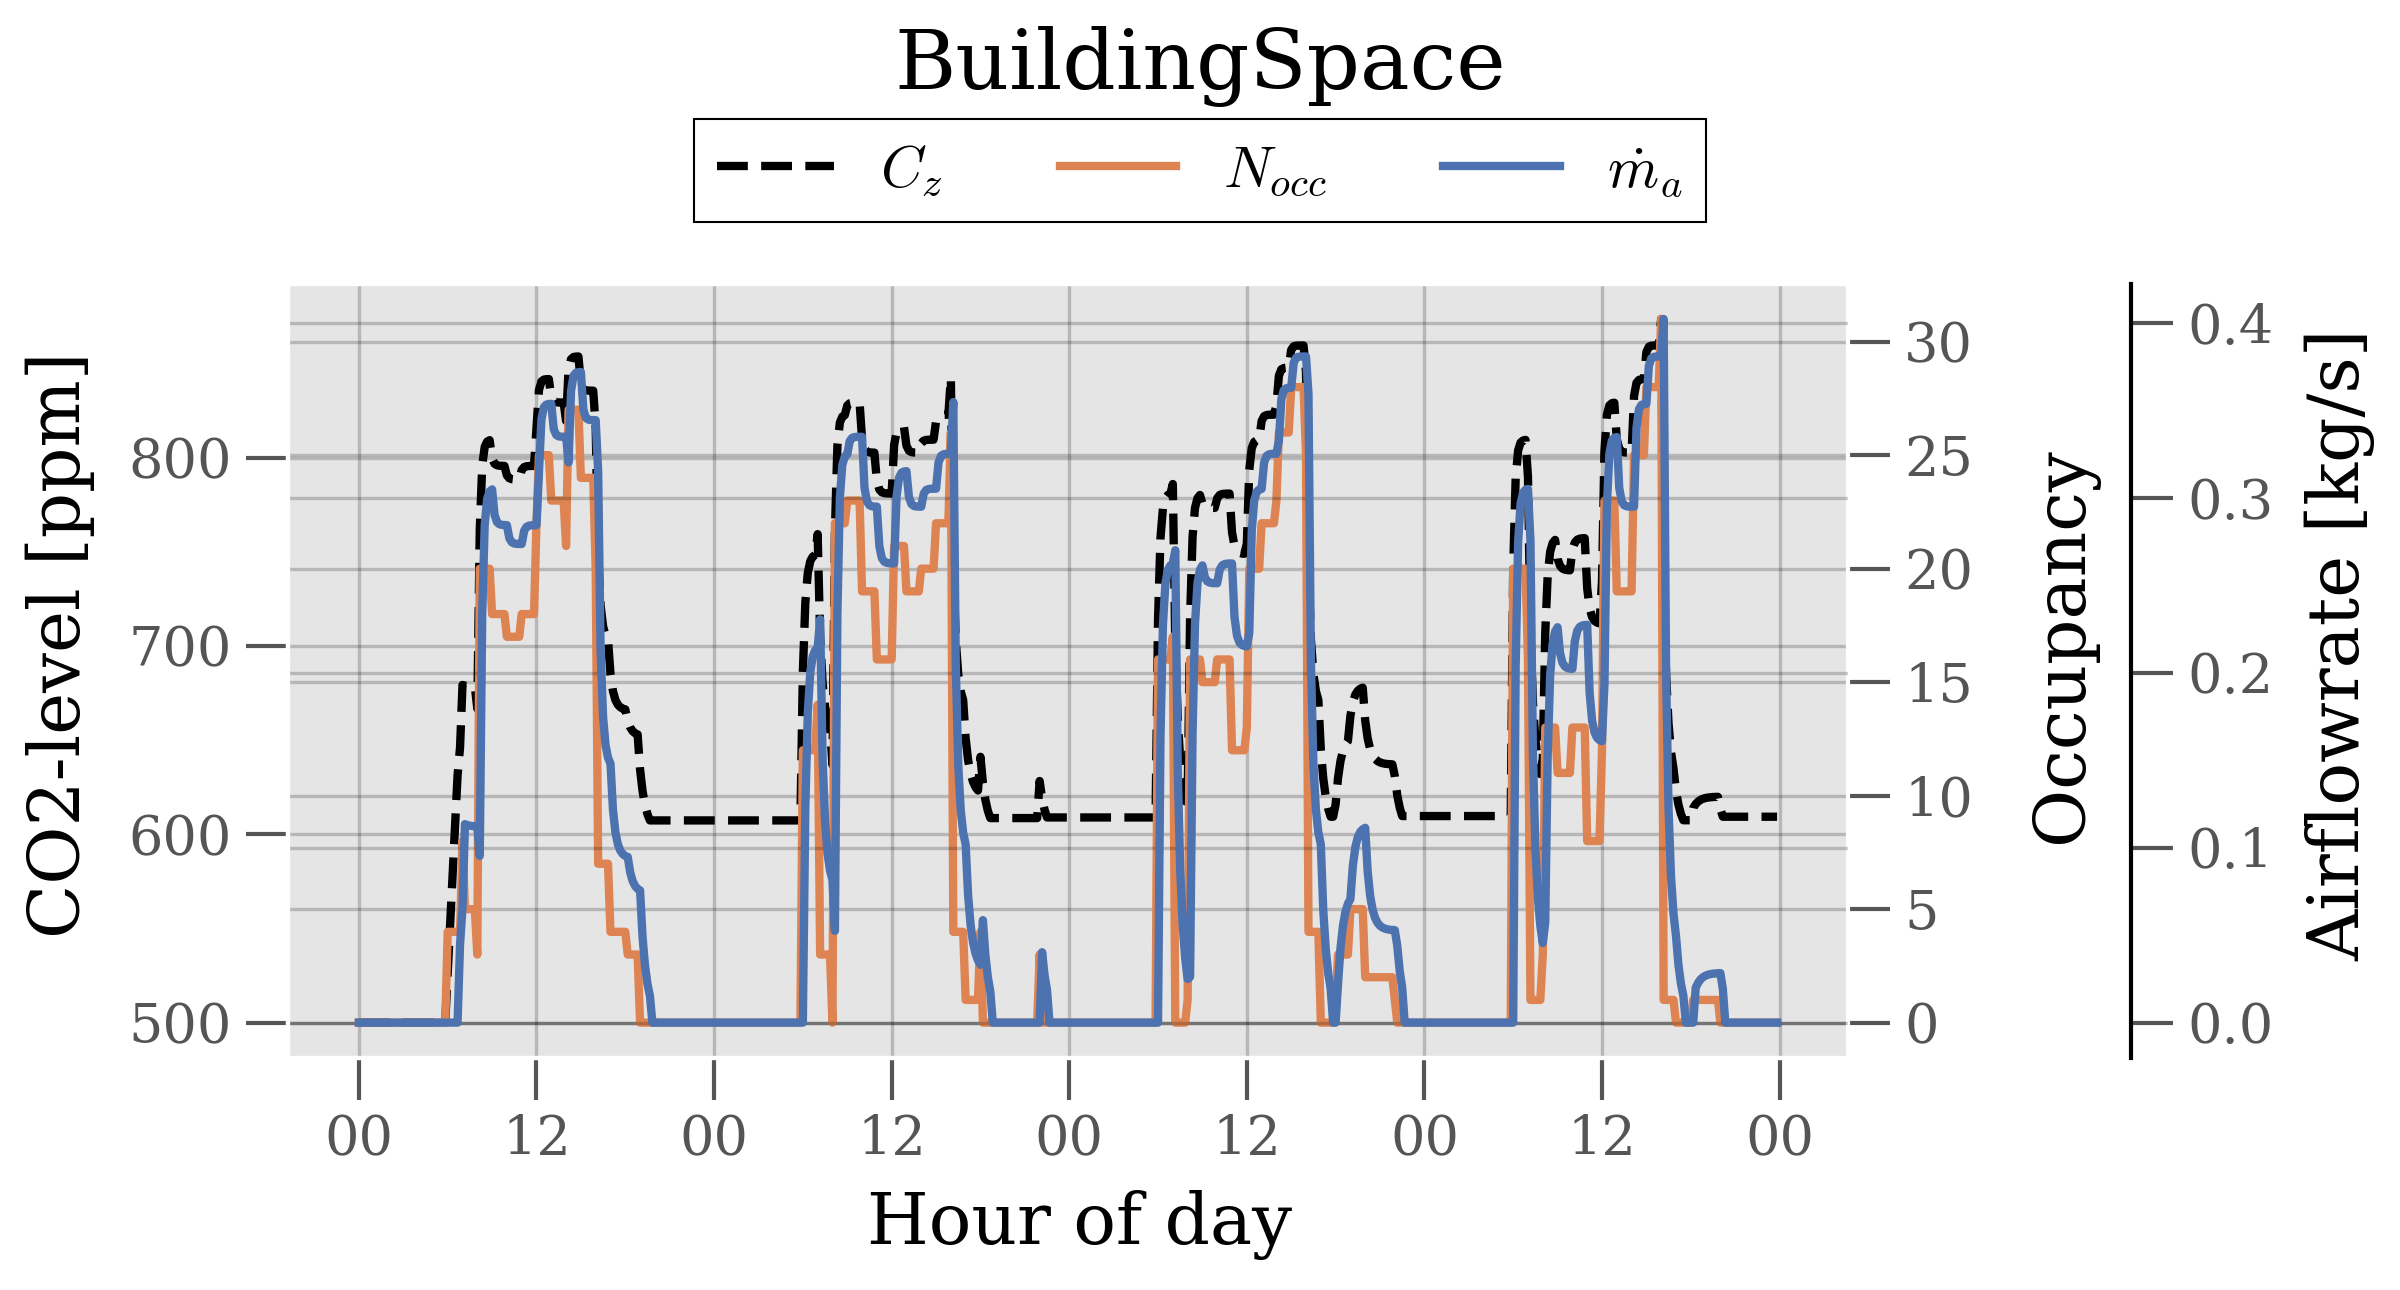 BuildingSpace
C_z N_occ ṁ_a
CO2-level [ppm]
800
700
600
500
30
25
20
15
10
5
0
Occupancy
0.4
0.3
0.2
0.1
0.0
Airflowrate [kg/s]
00 12 00 12 00 12 00 12 00
Hour of day